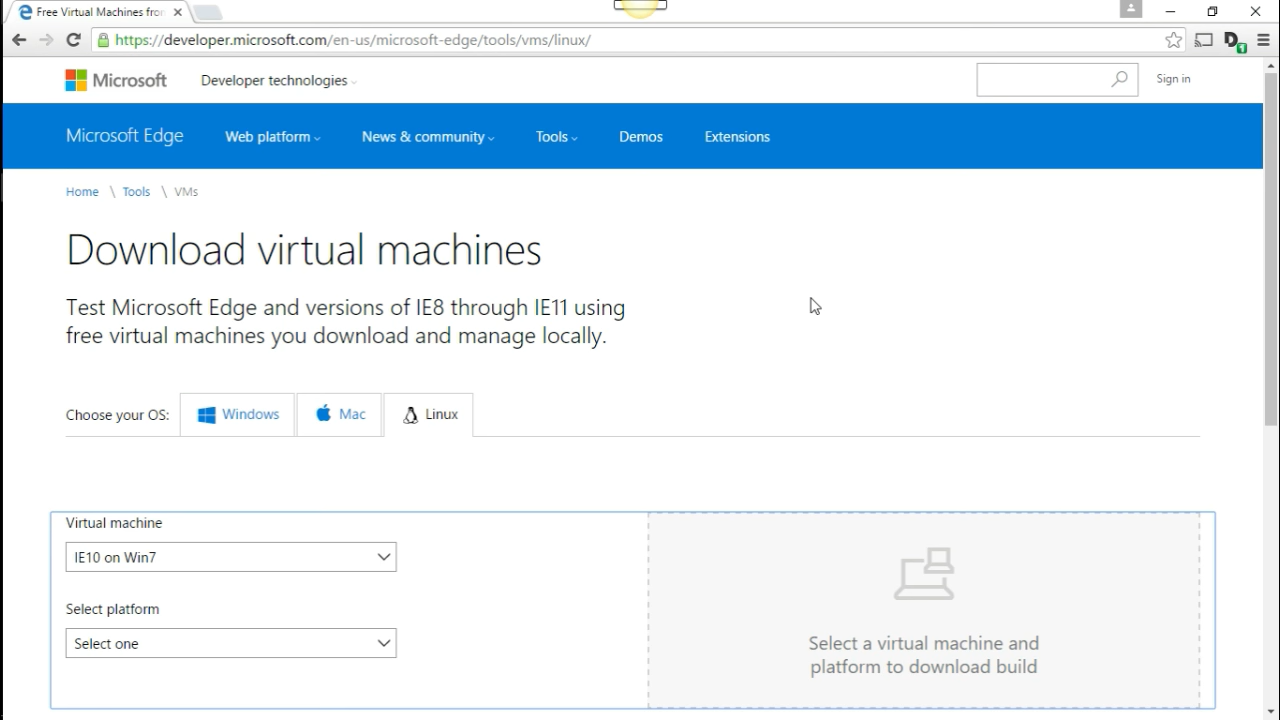 Free Virtual Machines from
https://developer.microsoft.com/en-us/microsoft-edge/tools/vms/linux/
D 1
Microsoft Developer technologies Sign in
Microsoft Edge Web platform News & community Tools Demos Extensions
Home \ Tools \ VMs
Download virtual machines
Test Microsoft Edge and versions of IE8 through IE11 using
free virtual machines you download and manage locally.
Choose your OS: Windows Mac Linux
Virtual machine
IE10 on Win7
Select platform
Select one
Select a virtual machine and
platform to download build